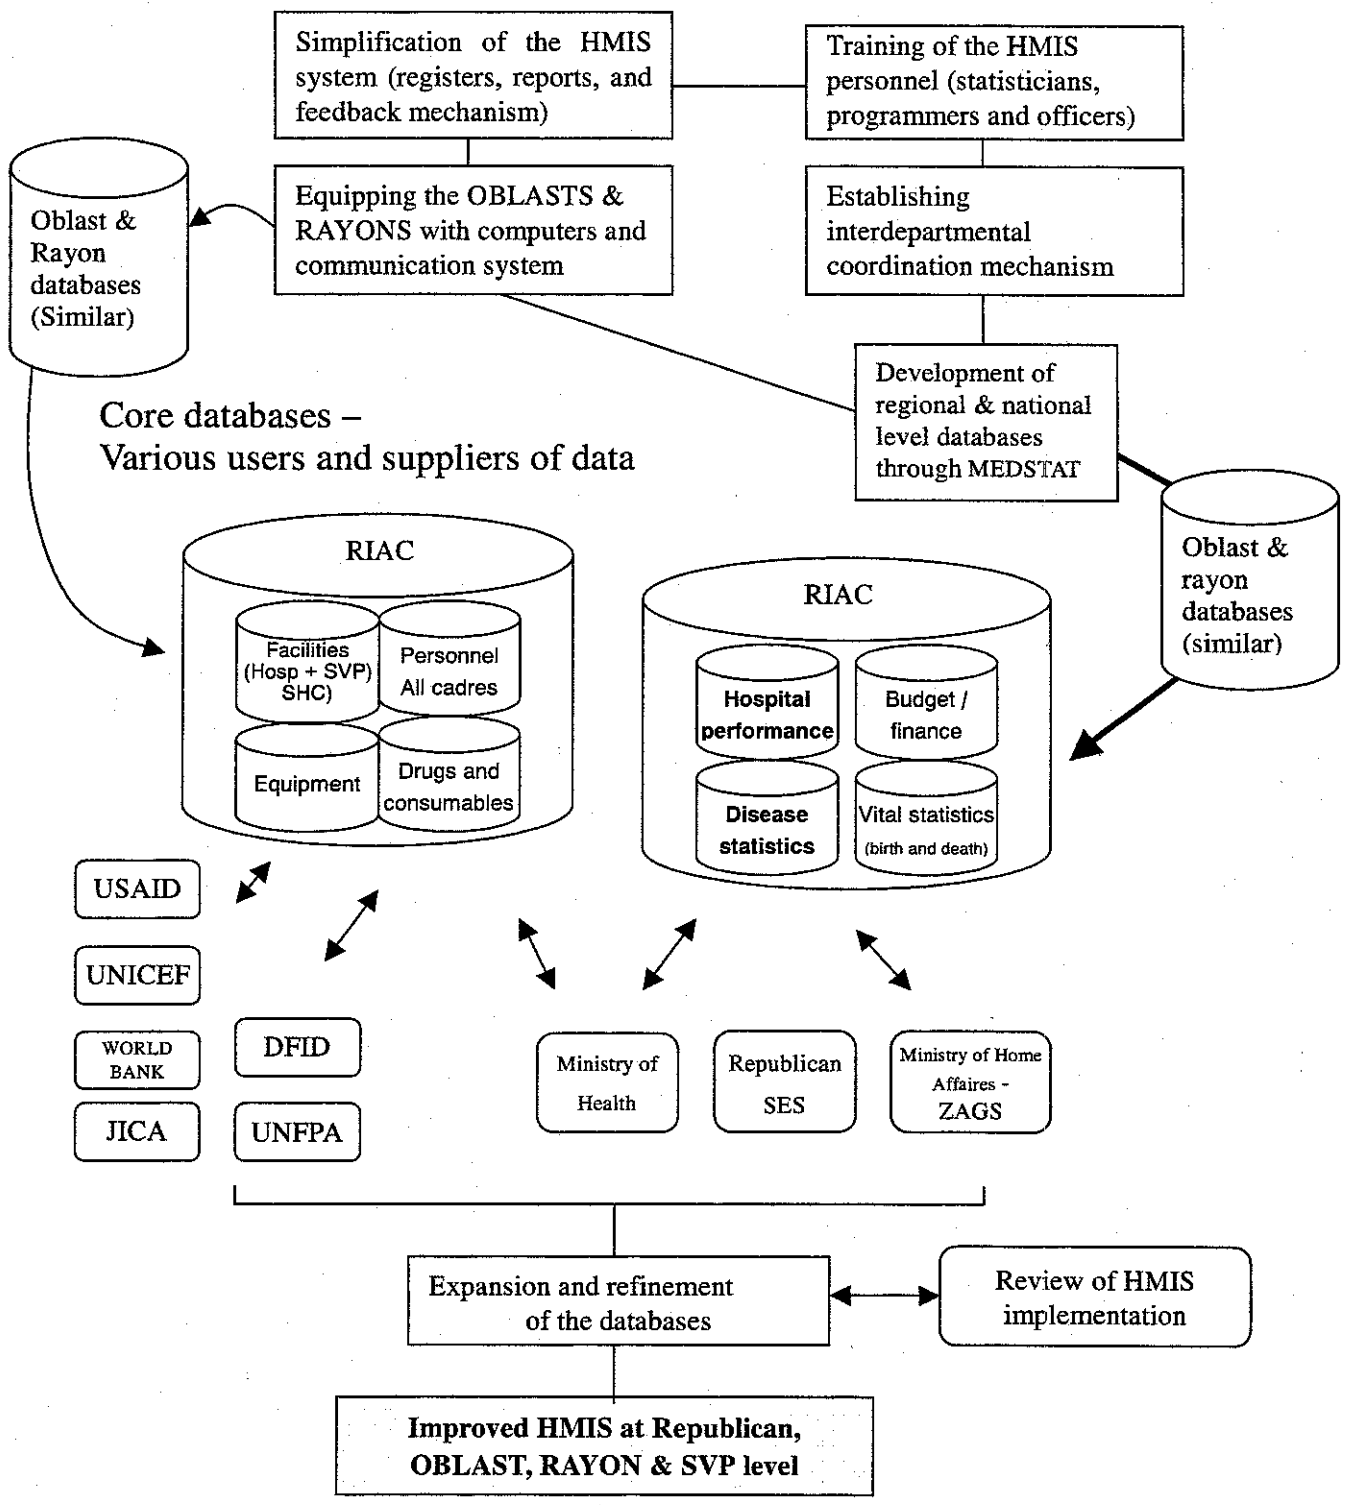 Simplification of the HMIS
system (registers, reports, and
feedback mechanism)
Training of the HMIS
personnel (statisticians,
programmers and officers)
Equipping the OBLASTS &
RAYONS with computers and
communication system
Establishing
interdepartmental
coordination mechanism
Oblast &
Rayon
databases
(Similar)
Development of
regional & national
level databases
through MEDSTAT
Core databases –
Various users and suppliers of data
Oblast &
rayon
databases
(similar)
RIAC
Facilities
(Hosp + SVP)
SHC)
Personnel
All cadres
Equipment
Drugs and
consumables
RIAC
Hospital
performance
Budget /
finance
Disease
statistics
Vital statistics
(birth and death)
USAID
UNICEF
WORLD
BANK
JICA
DFID
UNFPA
Ministry of
Health
Republican
SES
Ministry of Home
Affaires -
ZAGS
Expansion and refinement
of the databases
Review of HMIS
implementation
Improved HMIS at Republican,
OBLAST, RAYON & SVP level